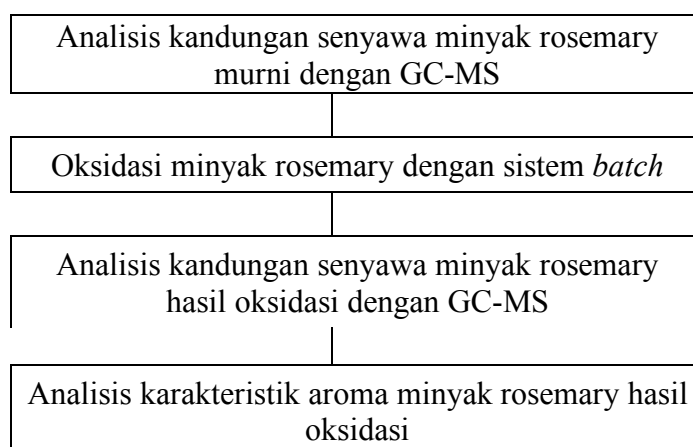 Analisis kandungan senyawa minyak rosemary
murni dengan GC-MS
Oksidasi minyak rosemary dengan sistem batch
Analisis kandungan senyawa minyak rosemary
hasil oksidasi dengan GC-MS
Analisis karakteristik aroma minyak rosemary hasil
oksidasi